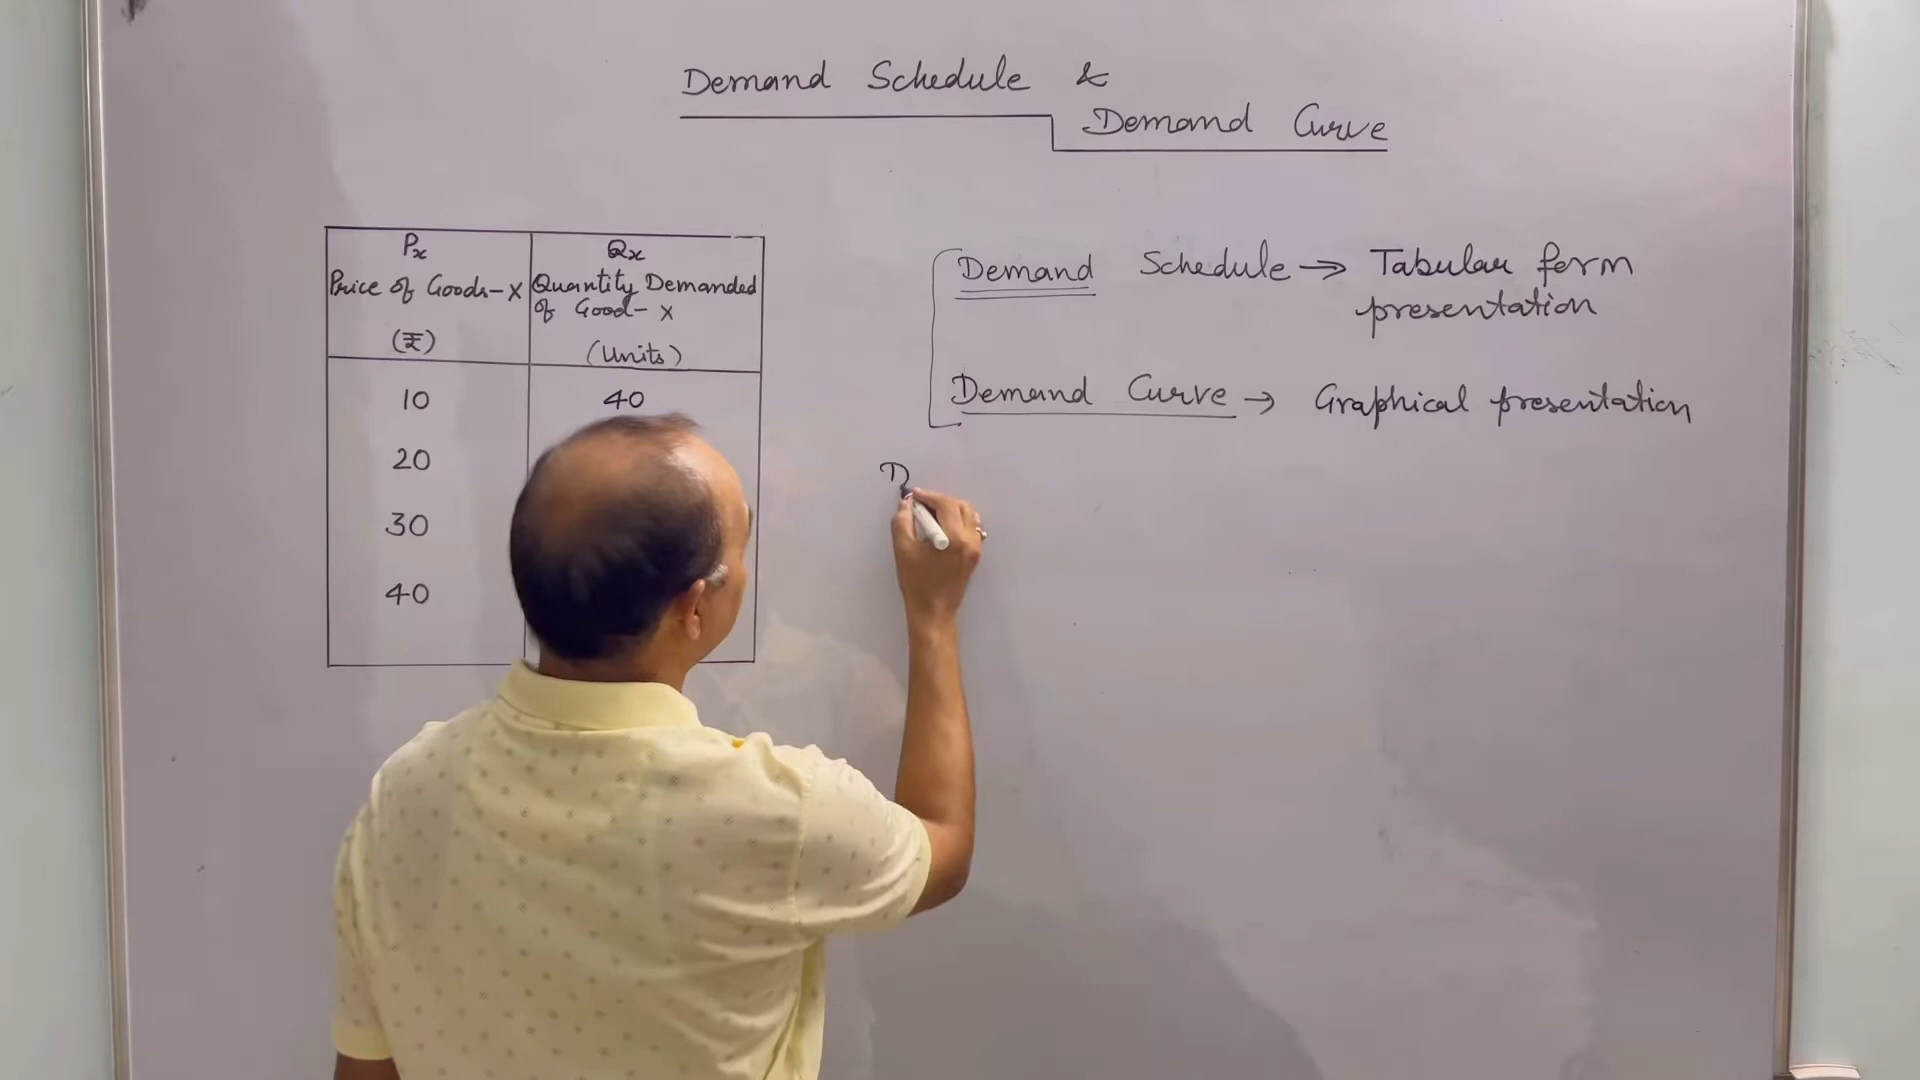 Demand Schedule &
Demand Curve
Px
Price of Goods-X
(₹)
Qx
Quantity Demanded
of Good-X
(Units)
10 40
20
30
40
Demand Schedule → Tabular form
presentation
Demand Curve → Graphical presentation
D